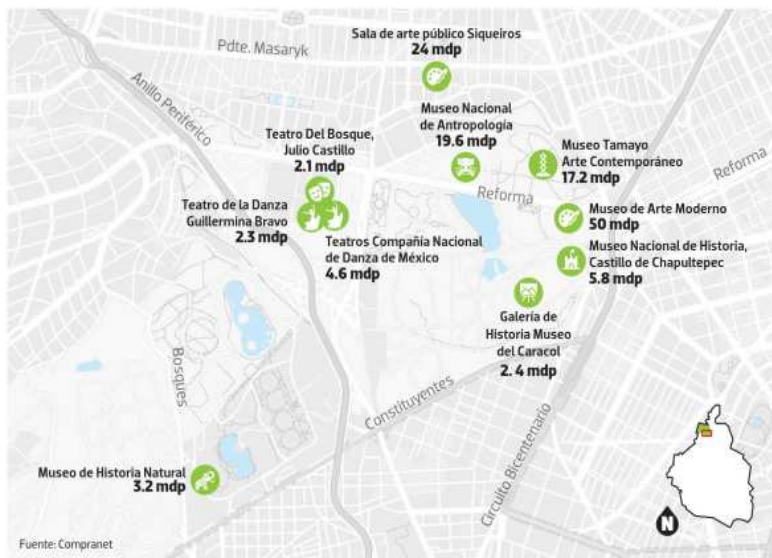 Sala de arte público Siqueiros
24 mdp
Pdte. Masaryk
Anillo Periférico
Museo Nacional
de Antropología
19.6 mdp
Teatro Del Bosque,
Julio Castillo
2.1 mdp
Museo Tamayo
Arte Contemporáneo
17.2 mdp
Reforma
Reforma
Teatro de la Danza
Guillermina Bravo
2.3 mdp
Museo de Arte Moderno
50 mdp
Teatros Compañía Nacional
de Danza de México
4.6 mdp
Museo Nacional de Historia,
Castillo de Chapultepec
5.8 mdp
Galería de
Historia Museo
del Caracol
2. 4 mdp
Bosques
Constituyentes
Circuito Bicentenario
Museo de Historia Natural
3.2 mdp
N
Fuente: Compranet